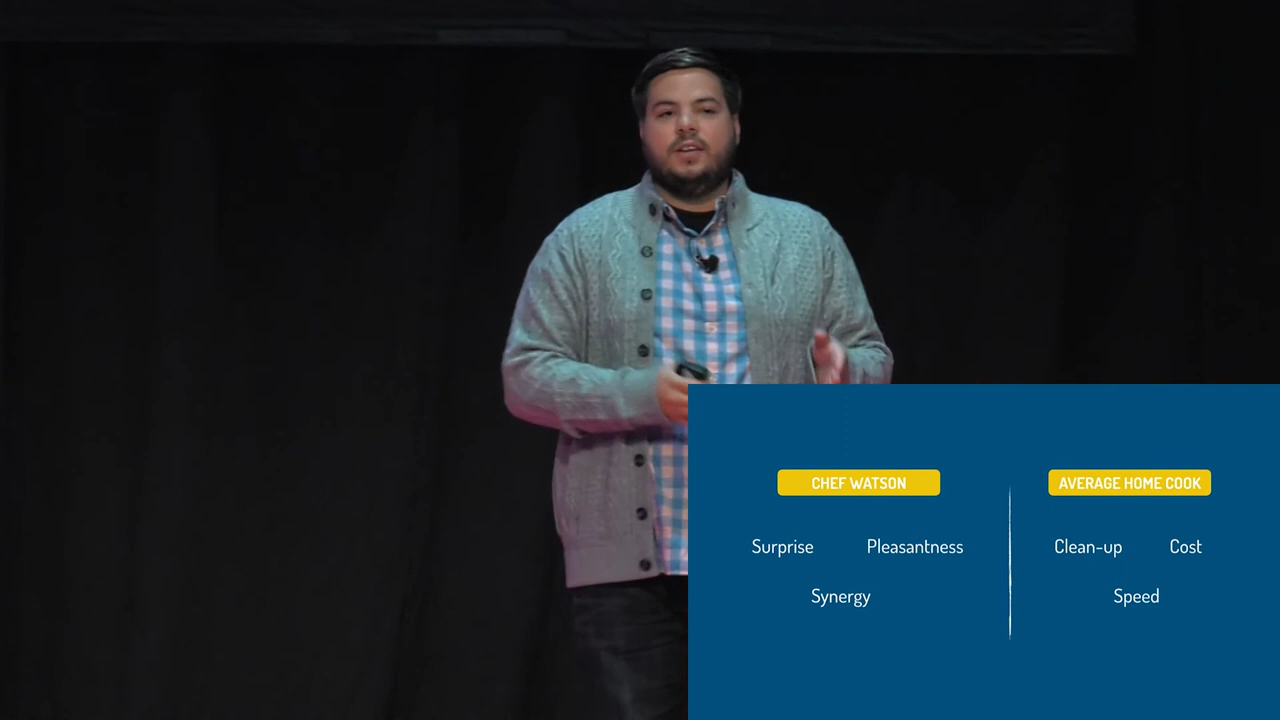 CHEF WATSON
Surprise Pleasantness
Synergy
AVERAGE HOME COOK
Clean-up Cost
Speed